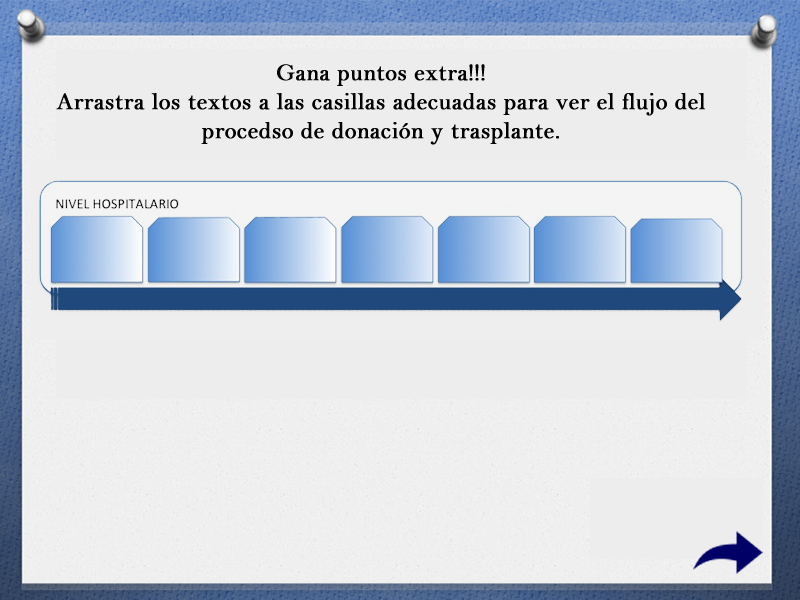 Gana puntos extra!!!
Arrastra los textos a las casillas adecuadas para ver el flujo del
procedso de donación y trasplante.
NIVEL HOSPITALARIO